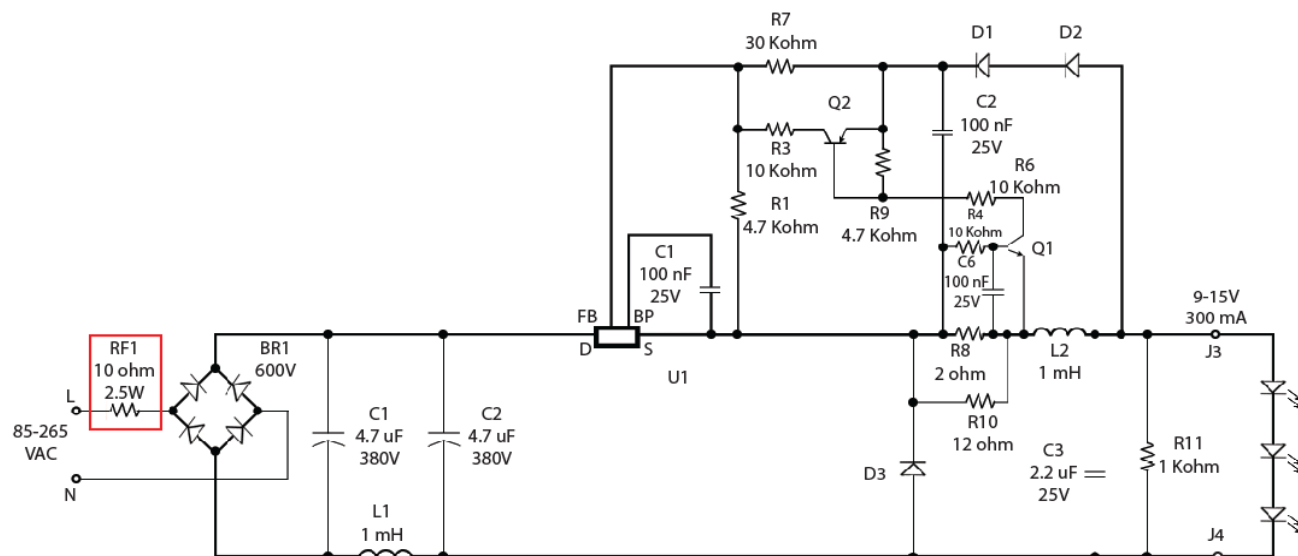 R7
30 Kohm
D1
D2
Q2
C2
100 nF
25V
R3
10 Kohm
R6
10 Kohm
R1
4.7 Kohm
R9
4.7 Kohm
R4
10 Kohm
Q1
C1
100 nF
25V
C6
100 nF
25V
9-15V
300 mA
FB
BP
D
S
U1
R8
2 ohm
L2
1 mH
J3
RF1
10 ohm
2.5W
BR1
600V
L
85-265
VAC
N
C1
4.7 uF
380V
C2
4.7 uF
380V
R10
12 ohm
D3
C3
2.2 uF
25V
R11
1 Kohm
L1
1 mH
J4